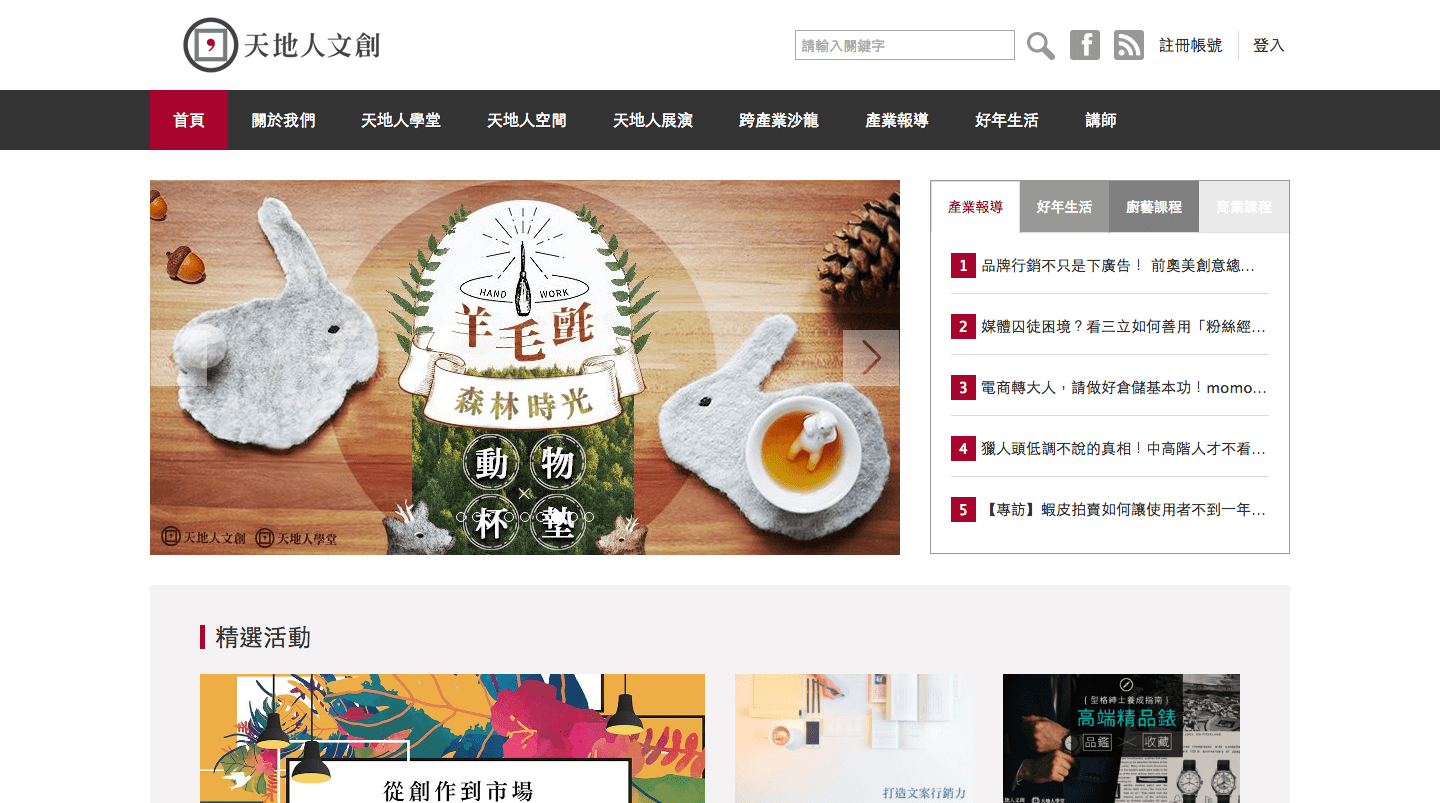 天地人文創
請輸入關鍵字
註冊帳號
登入
首頁
關於我們
天地人學堂
天地人空間
天地人展演
跨產業沙龍
產業報導
好年生活
講師
HAND WORK
羊毛氈
森林時光
動物
×
杯墊
天地人文創 天地人學堂
產業報導
好年生活
廚藝課程
商業課程
1 品牌行銷不只是下廣告！ 前奧美創意總...
2 媒體囚徒困境？看三立如何善用「粉絲經...
3 電商轉大人，請做好倉儲基本功！momo...
4 獵人頭低調不說的真相！中高階人才不看...
5 【專訪】蝦皮拍賣如何讓使用者不到一年...
精選活動
從創作到市場
打造文案行銷力
{ 型格紳士養成指南 }
高端精品錶
品鑑 收藏
天地人文創 天地人學堂